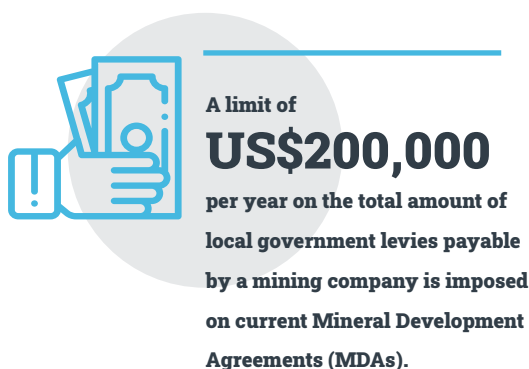 A limit of
US$200,000
per year on the total amount of
local government levies payable
by a mining company is imposed
on current Mineral Development
Agreements (MDAs).